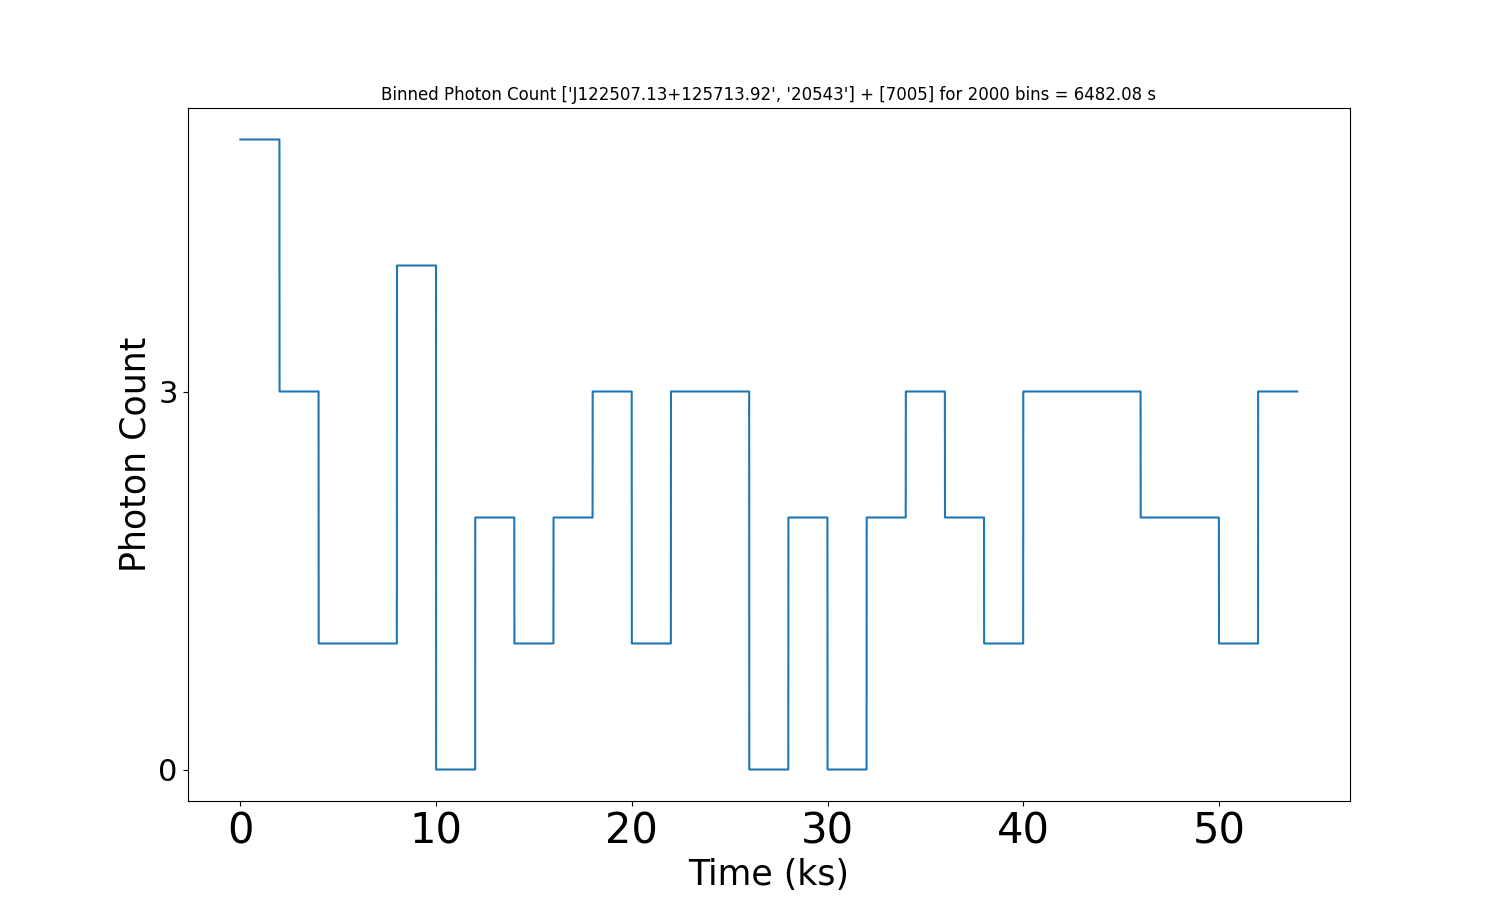 Binned Photon Count ['J122507.13+125713.92', '20543'] + [7005] for 2000 bins = 6482.08 s
Photon Count
3
0
0 10 20 30 40 50
Time (ks)